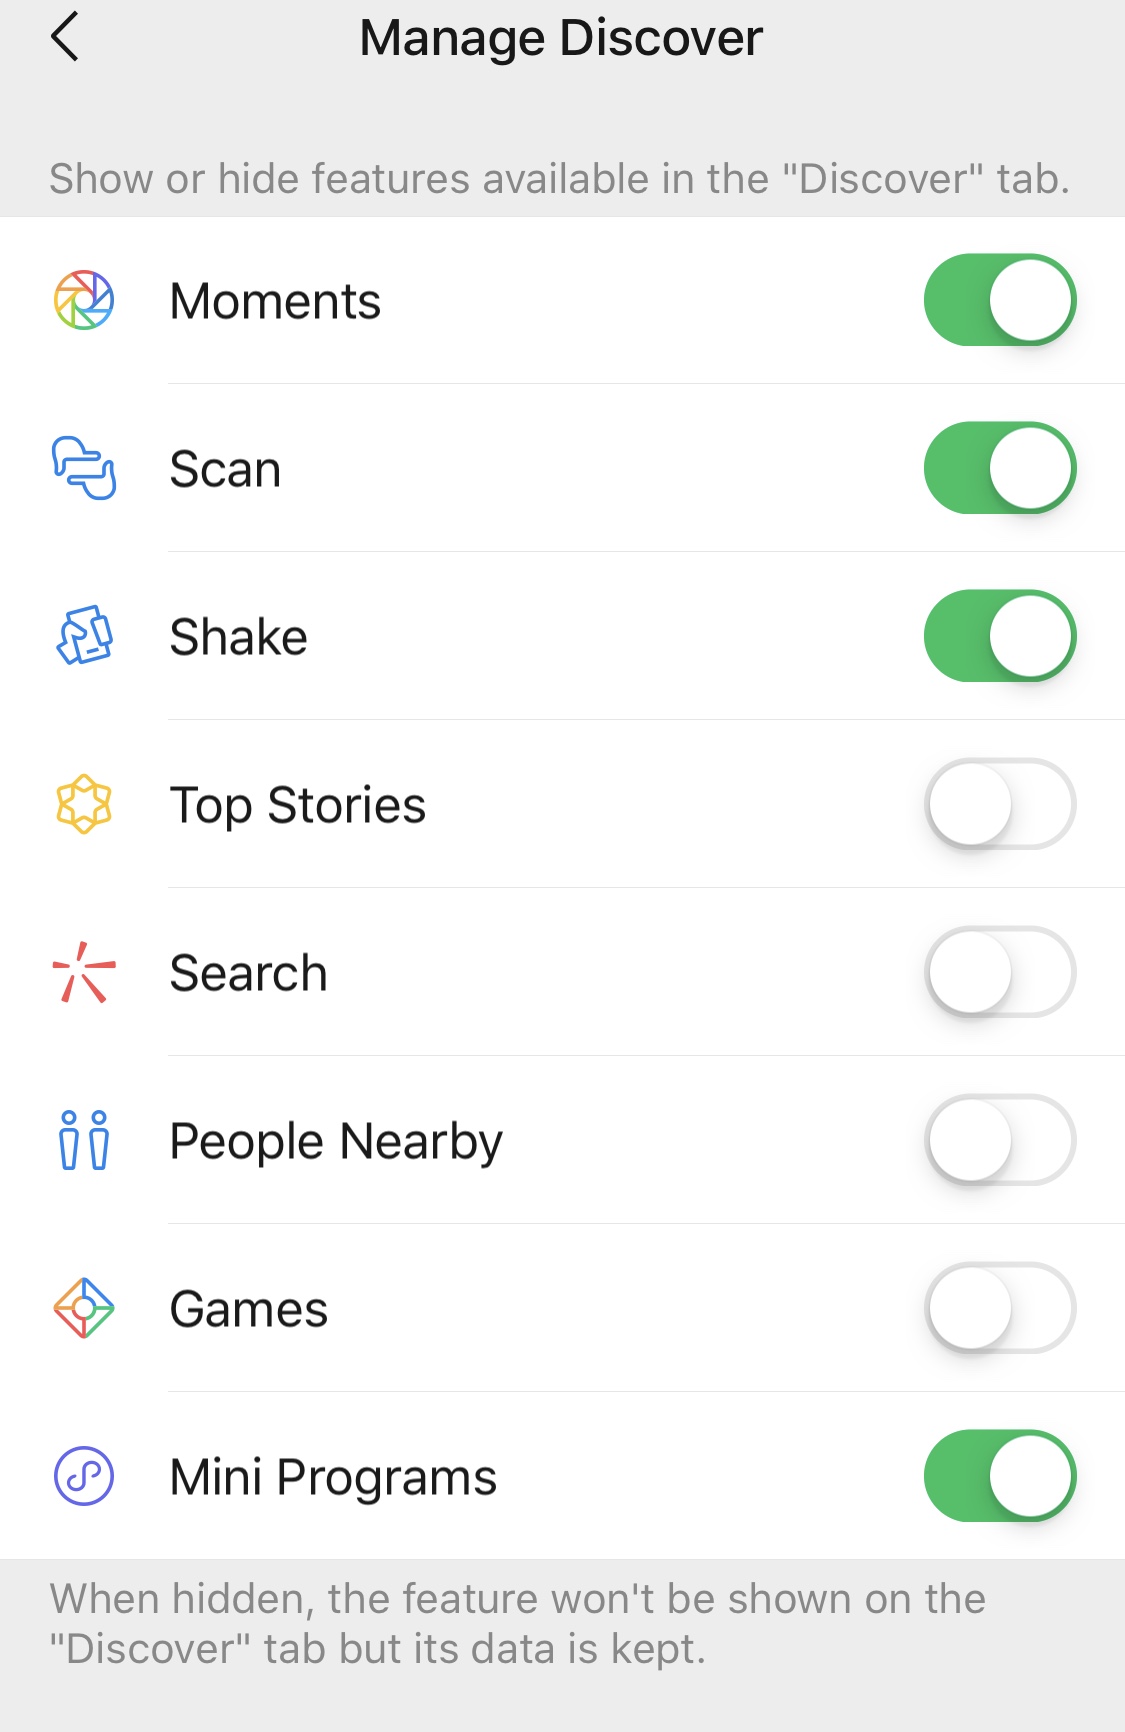 Manage Discover
Show or hide features available in the "Discover" tab.
Moments
Scan
Shake
Top Stories
Search
People Nearby
Games
Mini Programs
When hidden, the feature won't be shown on the
"Discover" tab but its data is kept.